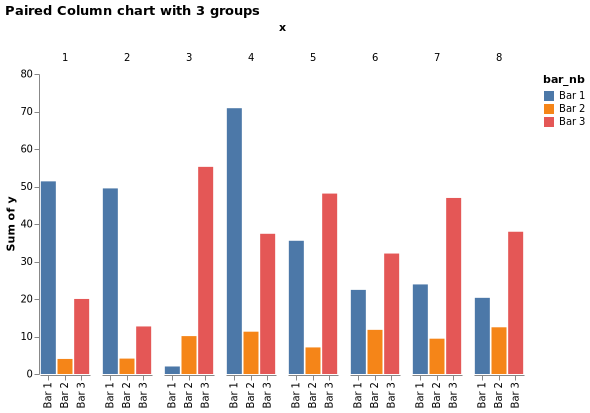 Paired Column chart with 3 groups
x
1 2 3 4 5 6 7 8
80
70
60
50
40
30
20
10
0
Sum of y
Bar 1 Bar 2 Bar 3 Bar 1 Bar 2 Bar 3 Bar 1 Bar 2 Bar 3 Bar 1 Bar 2 Bar 3 Bar 1 Bar 2 Bar 3 Bar 1 Bar 2 Bar 3 Bar 1 Bar 2 Bar 3 Bar 1 Bar 2 Bar 3
bar_nb
Bar 1
Bar 2
Bar 3